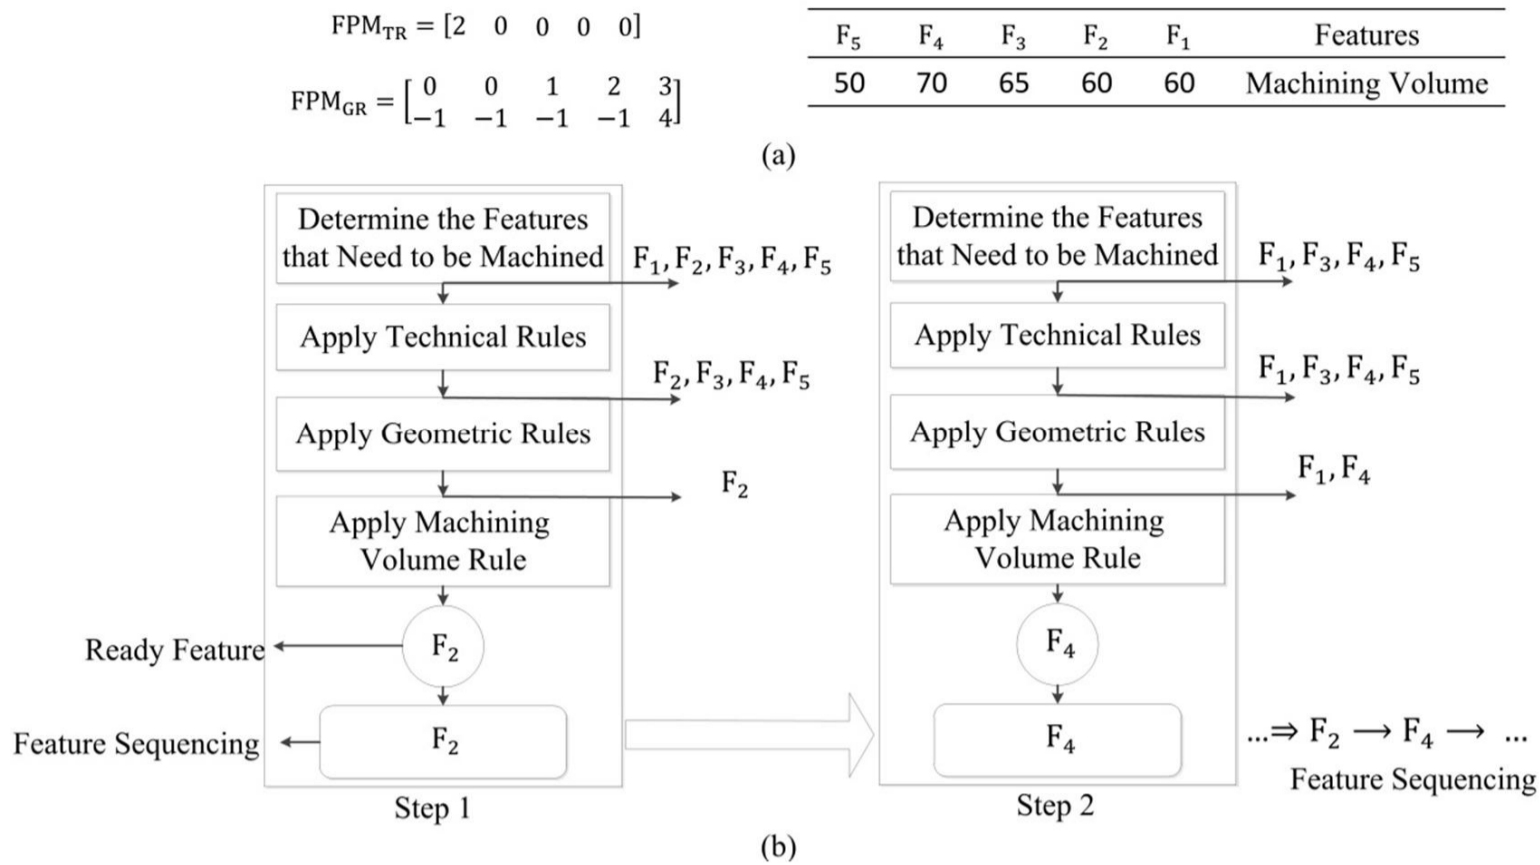 FPM_TR = [2 0 0 0 0]
FPM_GR = [0 0 1 2 3
−1 −1 −1 −1 4]
F₅ F₄ F₃ F₂ F₁ Features
50 70 65 60 60 Machining Volume
(a)
Determine the Features
that Need to be Machined
F₁, F₂, F₃, F₄, F₅
Apply Technical Rules
F₂, F₃, F₄, F₅
Apply Geometric Rules
F₂
Apply Machining
Volume Rule
Ready Feature
F₂
Feature Sequencing
F₂
Step 1
Determine the Features
that Need to be Machined
F₁, F₃, F₄, F₅
Apply Technical Rules
F₁, F₃, F₄, F₅
Apply Geometric Rules
F₁, F₄
Apply Machining
Volume Rule
F₄
F₄
...⇒ F₂ ⟶ F₄ ⟶ ...
Feature Sequencing
Step 2
(b)